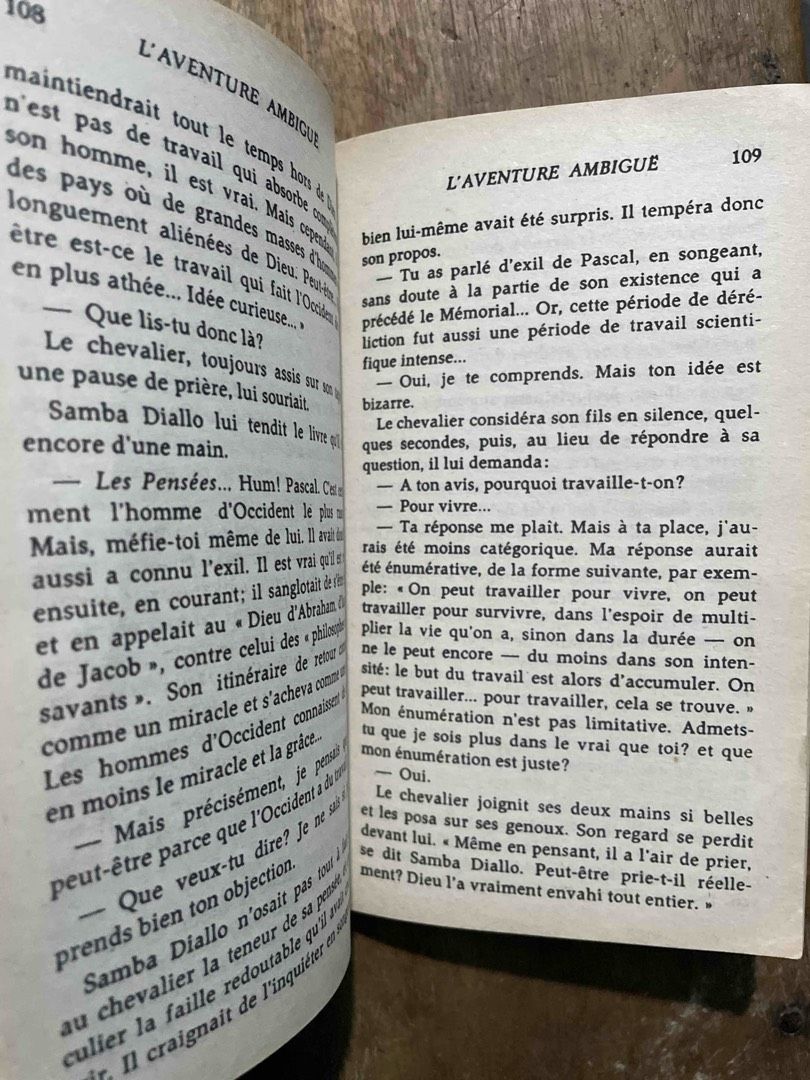 108
L'AVENTURE AMBIGUË
maintiendrait tout le temps hors de
n'est pas de travail qui absorbe
son homme, il est vrai. Mais cependant
des pays où de grandes masses d'hommes
longuement aliénées de Dieu. Peut-être
être est-ce le travail qui fait l'Occident de
en plus athée... Idée curieuse... »
— Que lis-tu donc là?
Le chevalier, toujours assis sur son
une pause de prière, lui souriait.
Samba Diallo lui tendit le livre
encore d'une main.
— Les Pensées... Hum! Pascal. C'est
ment l'homme d'Occident le plus
Mais, méfie-toi même de lui. Il avait
aussi a connu l'exil. Il est vrai qu'il
ensuite, en courant; il sanglotait de
et en appelait au « Dieu d'Abraham,
de Jacob », contre celui des « philosophes
savants ». Son itinéraire de retour
comme un miracle et s'acheva comme
Les hommes d'Occident connaissent
en moins le miracle et la grâce...
— Mais précisément, je pensais
peut-être parce que l'Occident a du travail
— Que veux-tu dire? Je ne sais si
prends bien ton objection.
Samba Diallo n'osait pas tout à
au chevalier la teneur de sa pensée,
culier la faille redoutable qu'il avait
Il craignait de l'inquiéter en
L'AVENTURE AMBIGUË 109
bien lui-même avait été surpris. Il tempéra donc
son propos.
— Tu as parlé d'exil de Pascal, en songeant,
sans doute à la partie de son existence qui a
précédé le Mémorial... Or, cette période de déré-
liction fut aussi une période de travail scienti-
fique intense...
— Oui, je te comprends. Mais ton idée est
bizarre.
Le chevalier considéra son fils en silence, quel-
ques secondes, puis, au lieu de répondre à sa
question, il lui demanda:
— A ton avis, pourquoi travaille-t-on?
— Pour vivre...
— Ta réponse me plaît. Mais à ta place, j'au-
rais été moins catégorique. Ma réponse aurait
été énumérative, de la forme suivante, par exem-
ple: « On peut travailler pour vivre, on peut
travailler pour survivre, dans l'espoir de multi-
plier la vie qu'on a, sinon dans la durée — on
ne le peut encore — du moins dans son inten-
sité: le but du travail est alors d'accumuler. On
peut travailler... pour travailler, cela se trouve. »
Mon énumération n'est pas limitative. Admets-
tu que je sois plus dans le vrai que toi? et que
mon énumération est juste?
— Oui.
Le chevalier joignit ses deux mains si belles
et les posa sur ses genoux. Son regard se perdit
devant lui. « Même en pensant, il a l'air de prier,
se dit Samba Diallo. Peut-être prie-t-il réelle-
ment? Dieu l'a vraiment envahi tout entier. »